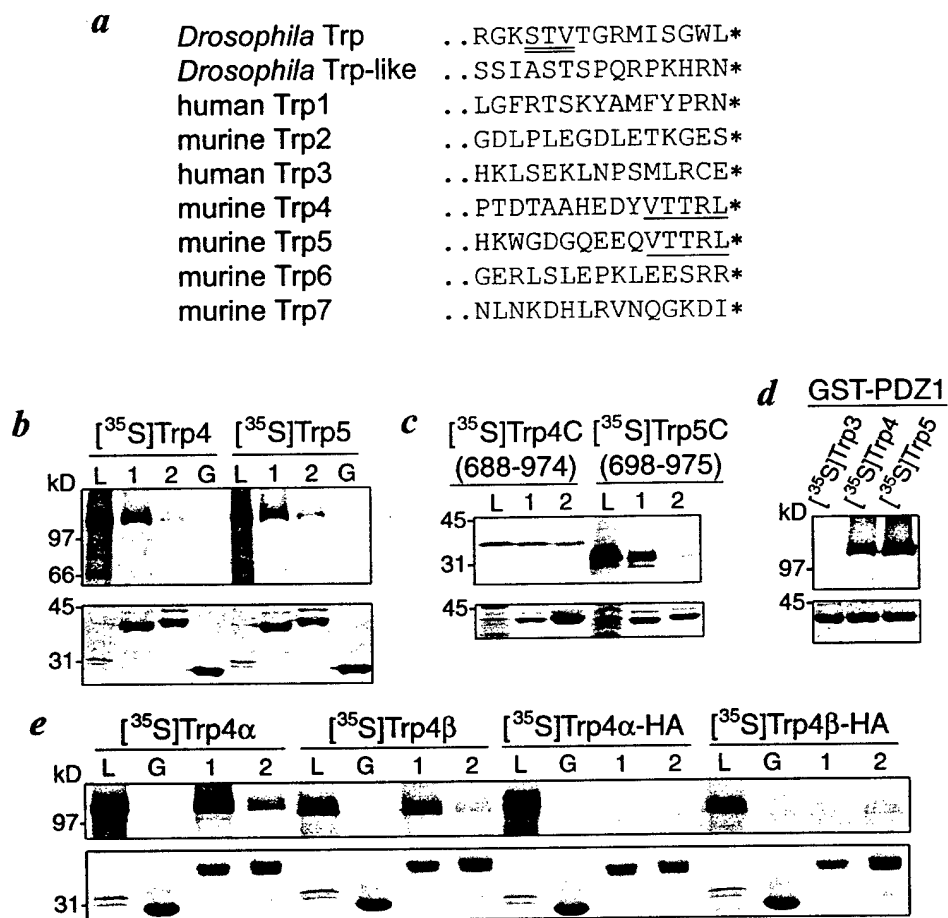 a
Drosophila Trp ..RGKSTVTGRMISGWL*
Drosophila Trp-like ..SSIASTSPQRPKHRN*
human Trp1 ..LGFRTSKYAMFYPRN*
murine Trp2 ..GDLPLEGDLETKGES*
human Trp3 ..HKLSEKLNPSMLRCE*
murine Trp4 ..PTDTAAHEDYVTTRL*
murine Trp5 ..HKWGDGQEEQVTTRL*
murine Trp6 ..GERLSLEPKLEESRR*
murine Trp7 ..NLNKDHLRVNQGKDI*
b
[35S]Trp4 [35S]Trp5
L 1 2 G L 1 2 G
kD
97
66
45
31
c
[35S]Trp4C [35S]Trp5C
(688-974) (698-975)
L 1 2 L 1 2
45
31
45
d
GST-PDZ1
[35S]Trp3
[35S]Trp4
[35S]Trp5
kD
97
45
e
[35S]Trp4α [35S]Trp4β [35S]Trp4α-HA [35S]Trp4β-HA
kD
L G 1 2 L G 1 2 L G 1 2 L G 1 2
97
31